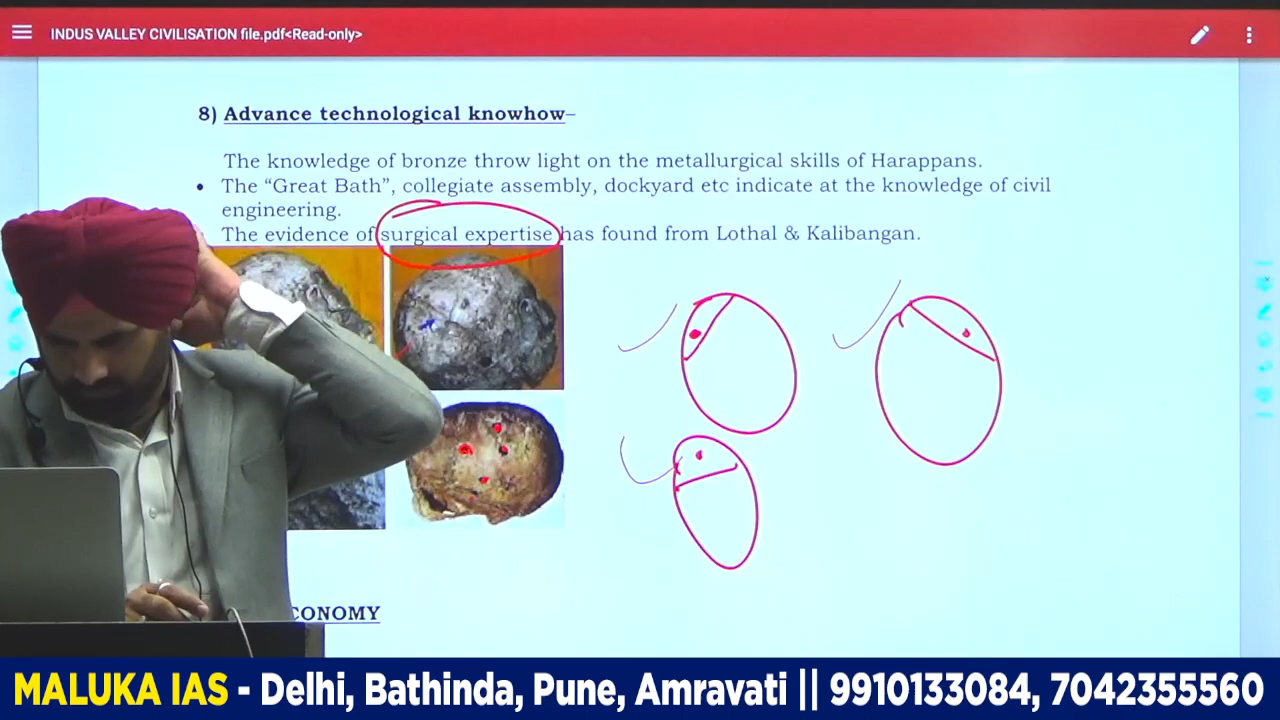 INDUS VALLEY CIVILISATION file.pdf<Read-only>
8) Advance technological knowhow–
The knowledge of bronze throw light on the metallurgical skills of Harappans.
• The “Great Bath”, collegiate assembly, dockyard etc indicate at the knowledge of civil
engineering.
The evidence of surgical expertise has found from Lothal & Kalibangan.
CONOMY
MALUKA IAS - Delhi, Bathinda, Pune, Amravati || 9910133084, 7042355560